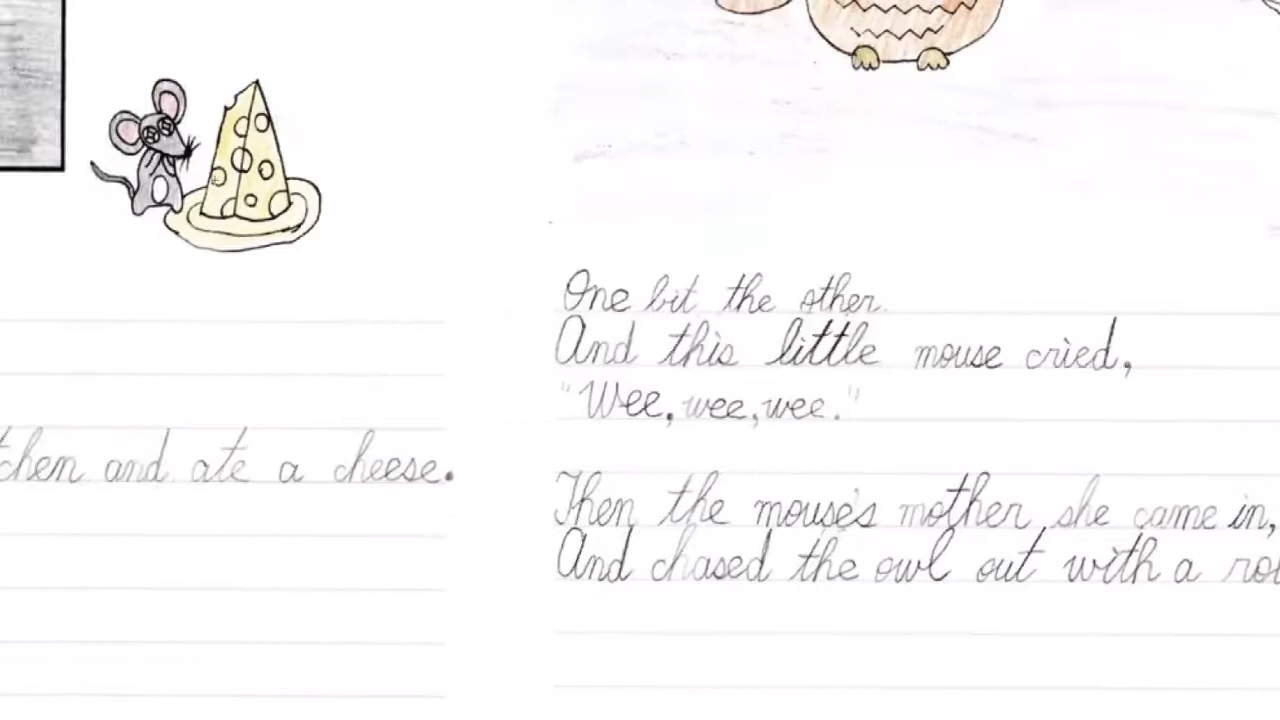 and ate a cheese.
One bit the other.
And this little mouse cried,
"Wee, wee, wee."
Then the mouse's mother she came in,
And chased the owl out with a